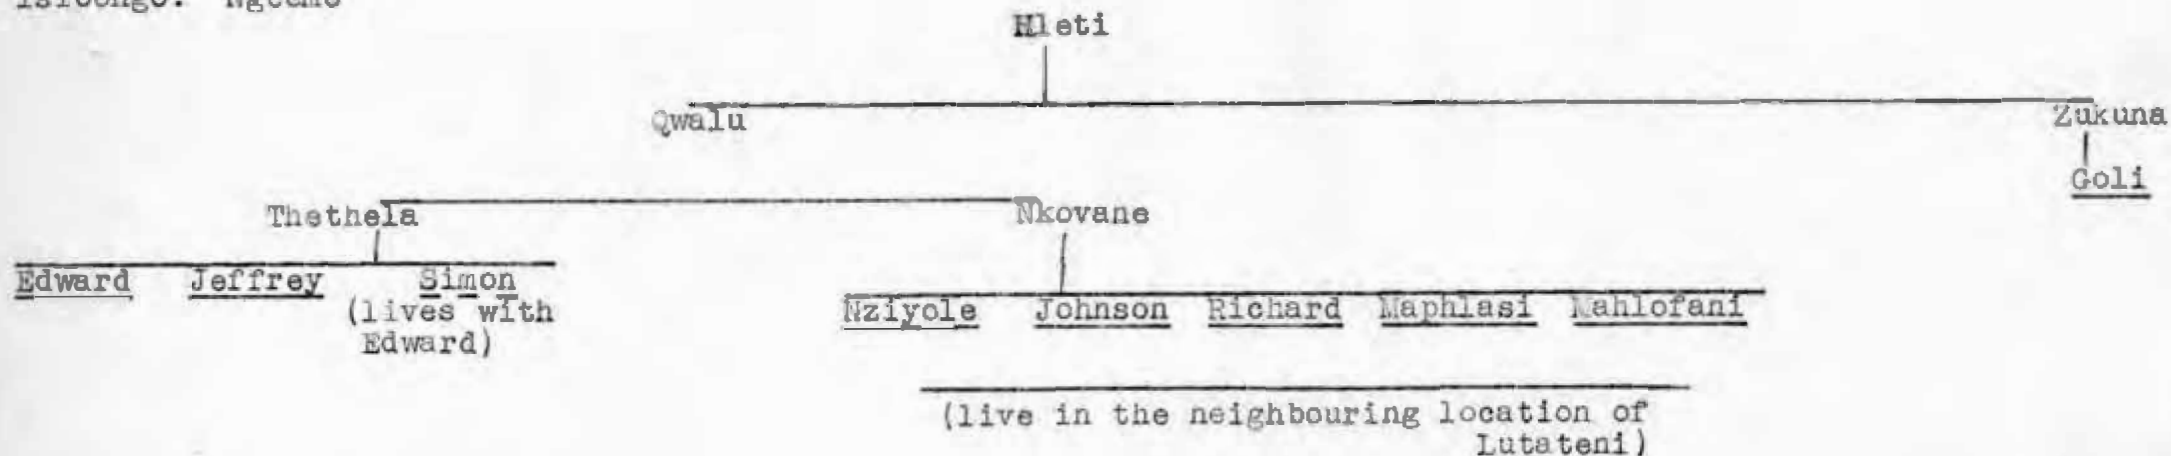 Hleti
Qwalu Zukuna
Goli
Thethela Nkovane
Edward Jeffrey Simon
(lives with
Edward)
Nziyole Johnson Richard Maphlasi Mahlofani
(live in the neighbouring location of
Lutateni)